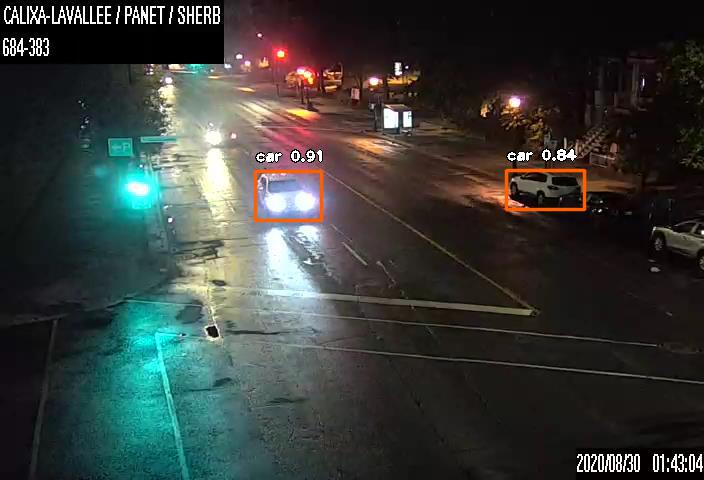 CALIXA-LAVALLEE / PANET / SHERB
684-383
car 0.91
car 0.84
P
2020/08/30 01:43:04